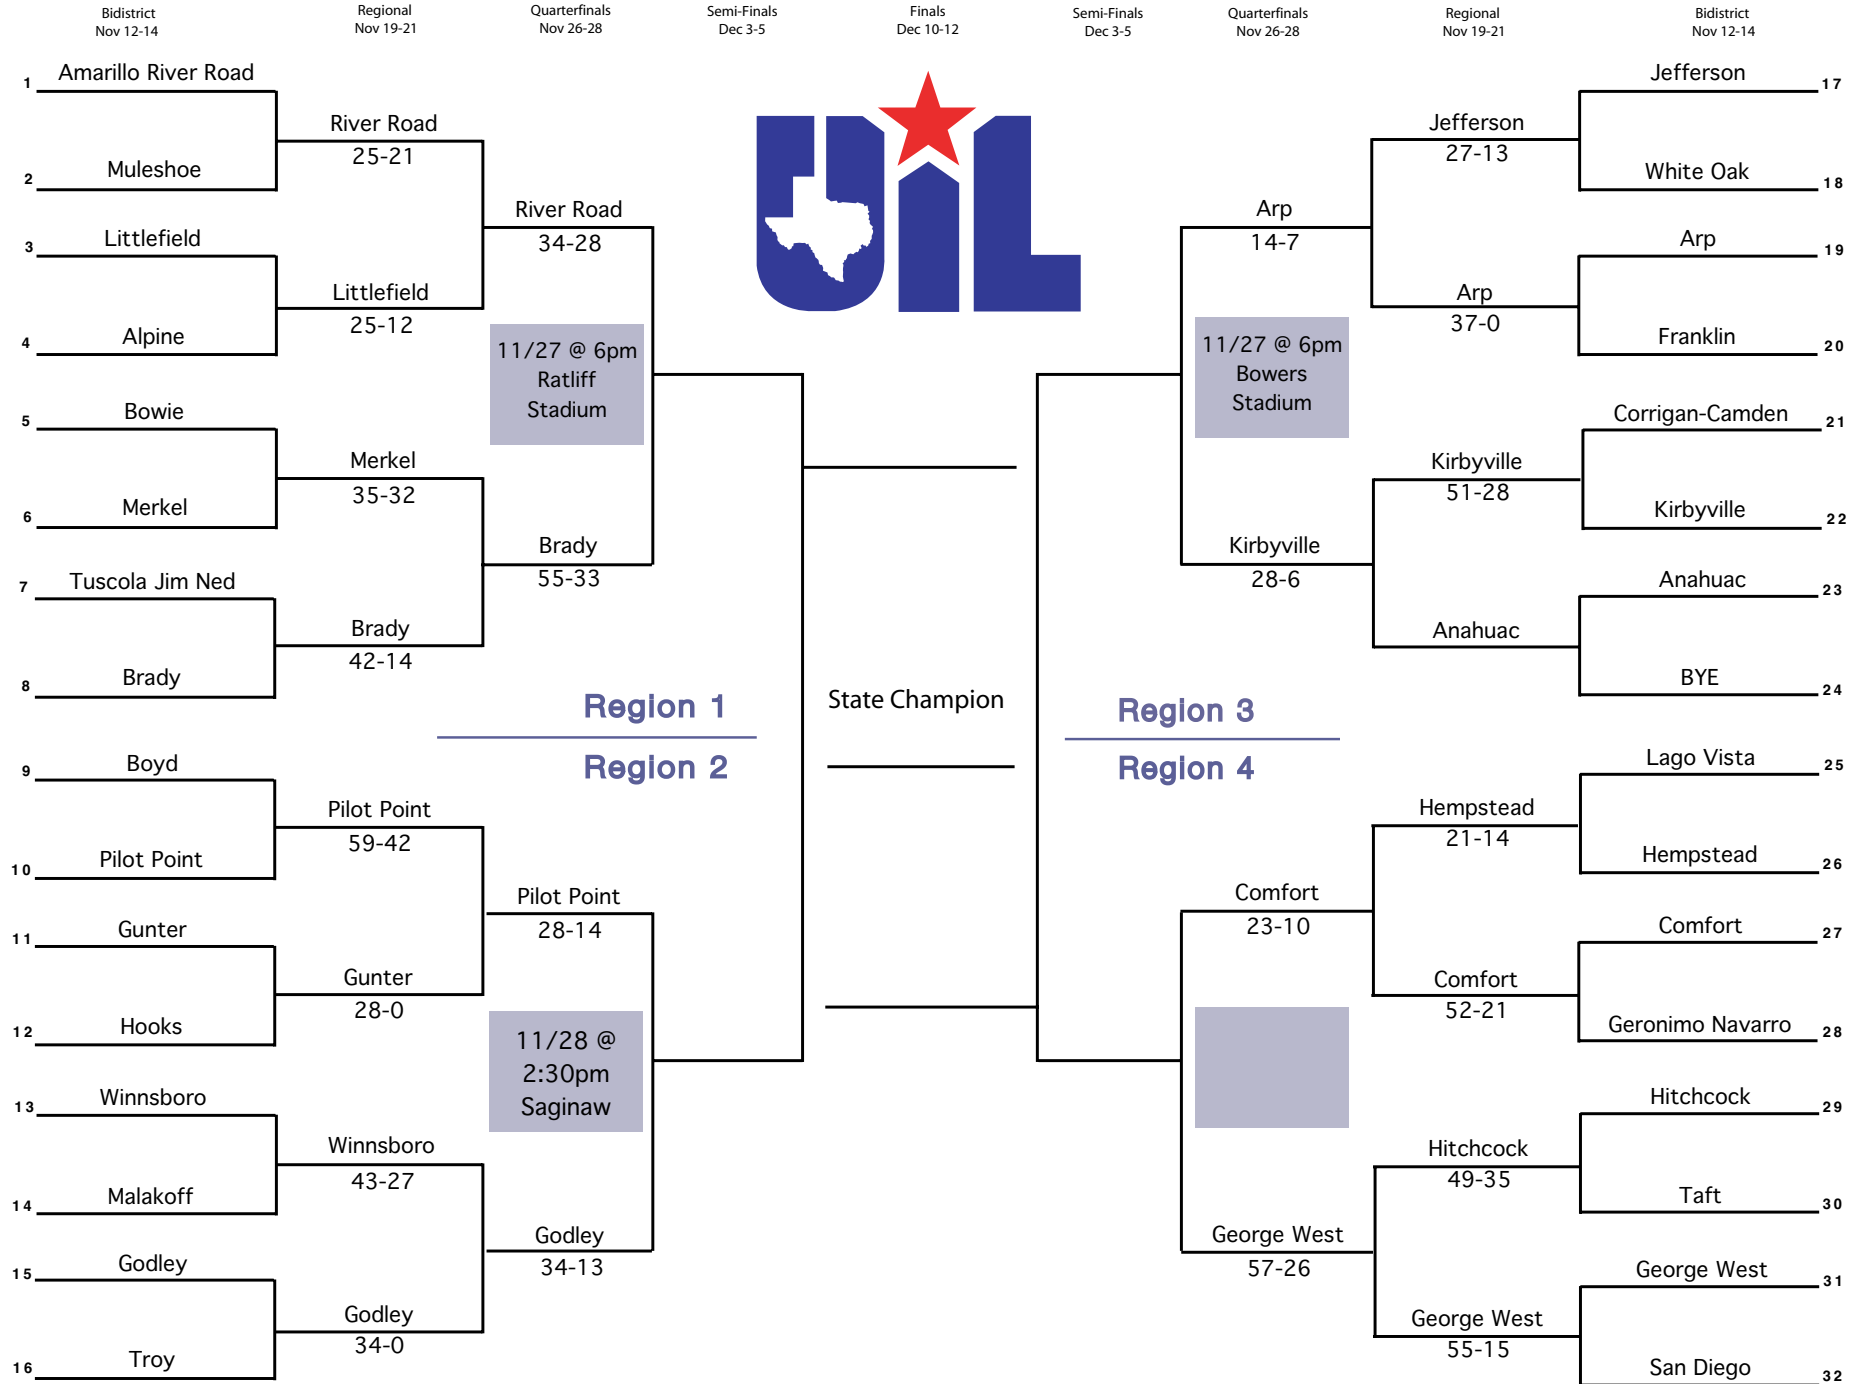 Bidistrict
Nov 12-14
Regional
Nov 19-21
Quarterfinals
Nov 26-28
Semi-Finals
Dec 3-5
Finals
Dec 10-12
Semi-Finals
Dec 3-5
Quarterfinals
Nov 26-28
Regional
Nov 19-21
Bidistrict
Nov 12-14
UIL
1 Amarillo River Road
2 Muleshoe
3 Littlefield
4 Alpine
5 Bowie
6 Merkel
7 Tuscola Jim Ned
8 Brady
9 Boyd
10 Pilot Point
11 Gunter
12 Hooks
13 Winnsboro
14 Malakoff
15 Godley
16 Troy
River Road
25-21
Littlefield
25-12
Merkel
35-32
Brady
42-14
Pilot Point
59-42
Gunter
28-0
Winnsboro
43-27
Godley
34-0
River Road
34-28
11/27 @ 6pm
Ratliff
Stadium
Brady
55-33
Region 1
Region 2
Pilot Point
28-14
11/28 @
2:30pm
Saginaw
Godley
34-13
State Champion
Arp
14-7
11/27 @ 6pm
Bowers
Stadium
Kirbyville
28-6
Region 3
Region 4
Comfort
23-10
George West
57-26
Jefferson
27-13
Arp
37-0
Kirbyville
51-28
Anahuac
Hempstead
21-14
Comfort
52-21
Hitchcock
49-35
George West
55-15
Jefferson 17
White Oak 18
Arp 19
Franklin 20
Corrigan-Camden 21
Kirbyville 22
Anahuac 23
BYE 24
Lago Vista 25
Hempstead 26
Comfort 27
Geronimo Navarro 28
Hitchcock 29
Taft 30
George West 31
San Diego 32